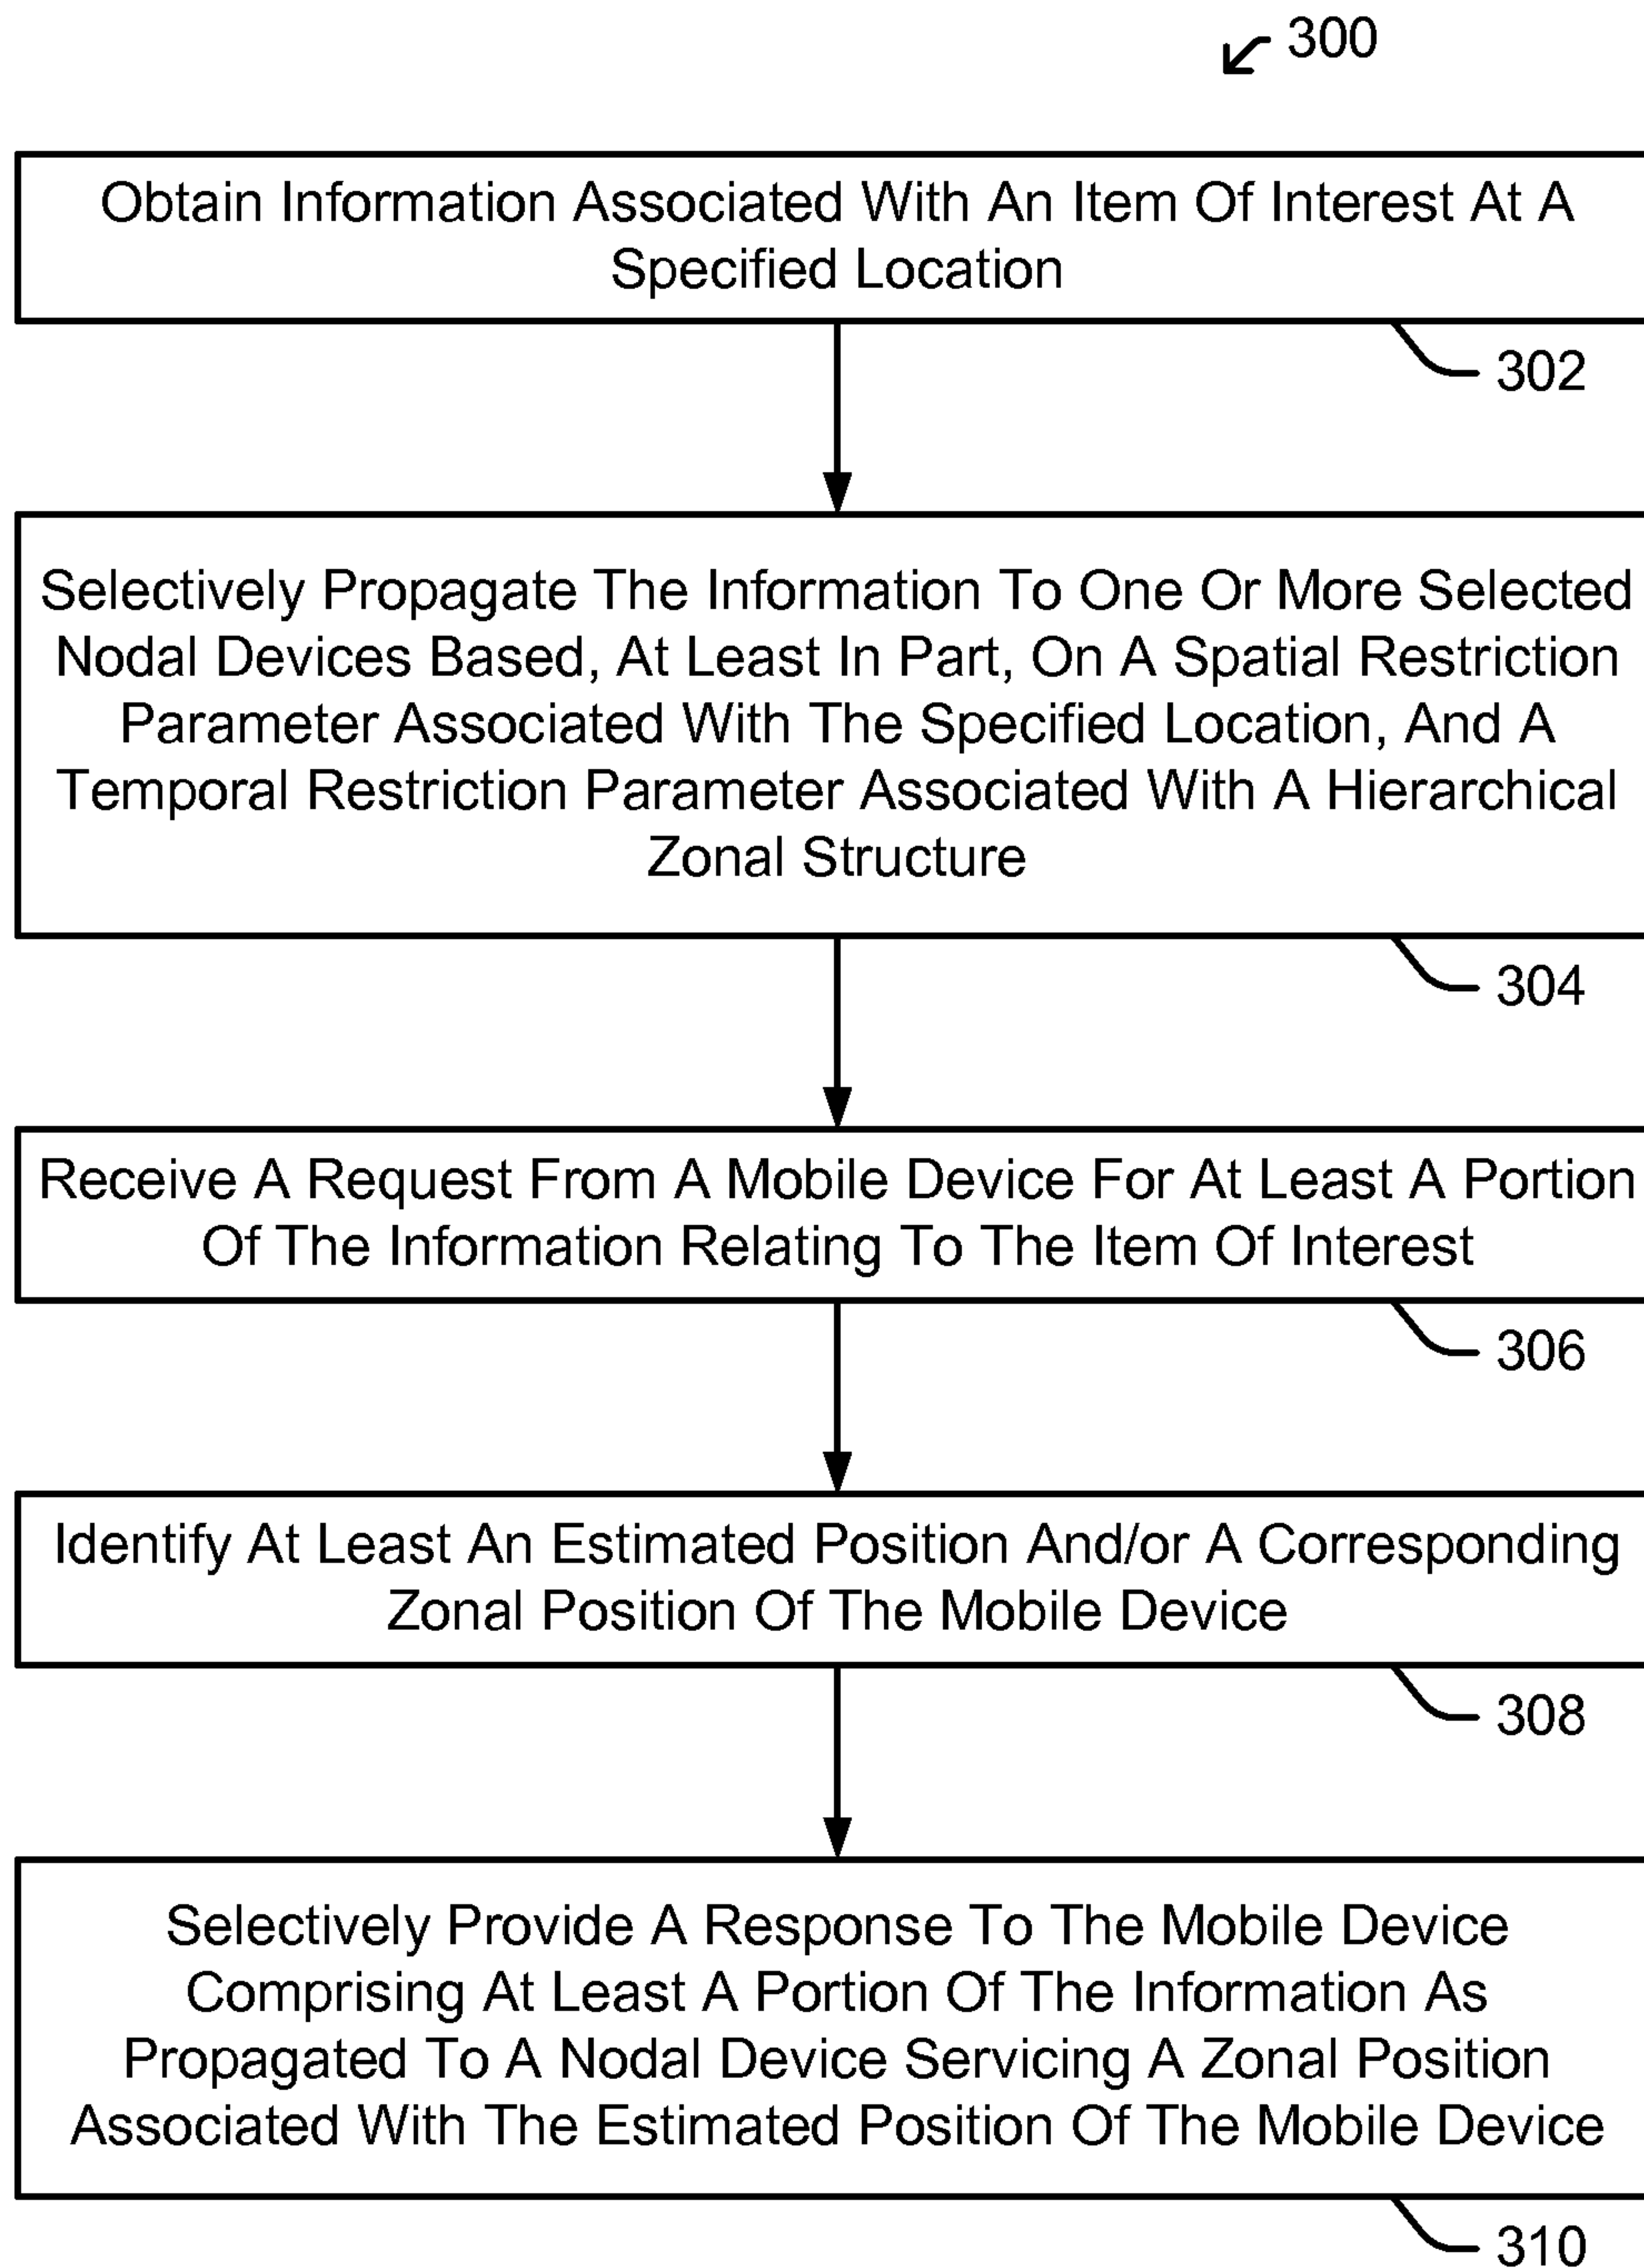 300
Obtain Information Associated With An Item Of Interest At A
Specified Location
302
Selectively Propagate The Information To One Or More Selected
Nodal Devices Based, At Least In Part, On A Spatial Restriction
Parameter Associated With The Specified Location, And A
Temporal Restriction Parameter Associated With A Hierarchical
Zonal Structure
304
Receive A Request From A Mobile Device For At Least A Portion
Of The Information Relating To The Item Of Interest
306
Identify At Least An Estimated Position And/or A Corresponding
Zonal Position Of The Mobile Device
308
Selectively Provide A Response To The Mobile Device
Comprising At Least A Portion Of The Information As
Propagated To A Nodal Device Servicing A Zonal Position
Associated With The Estimated Position Of The Mobile Device
310